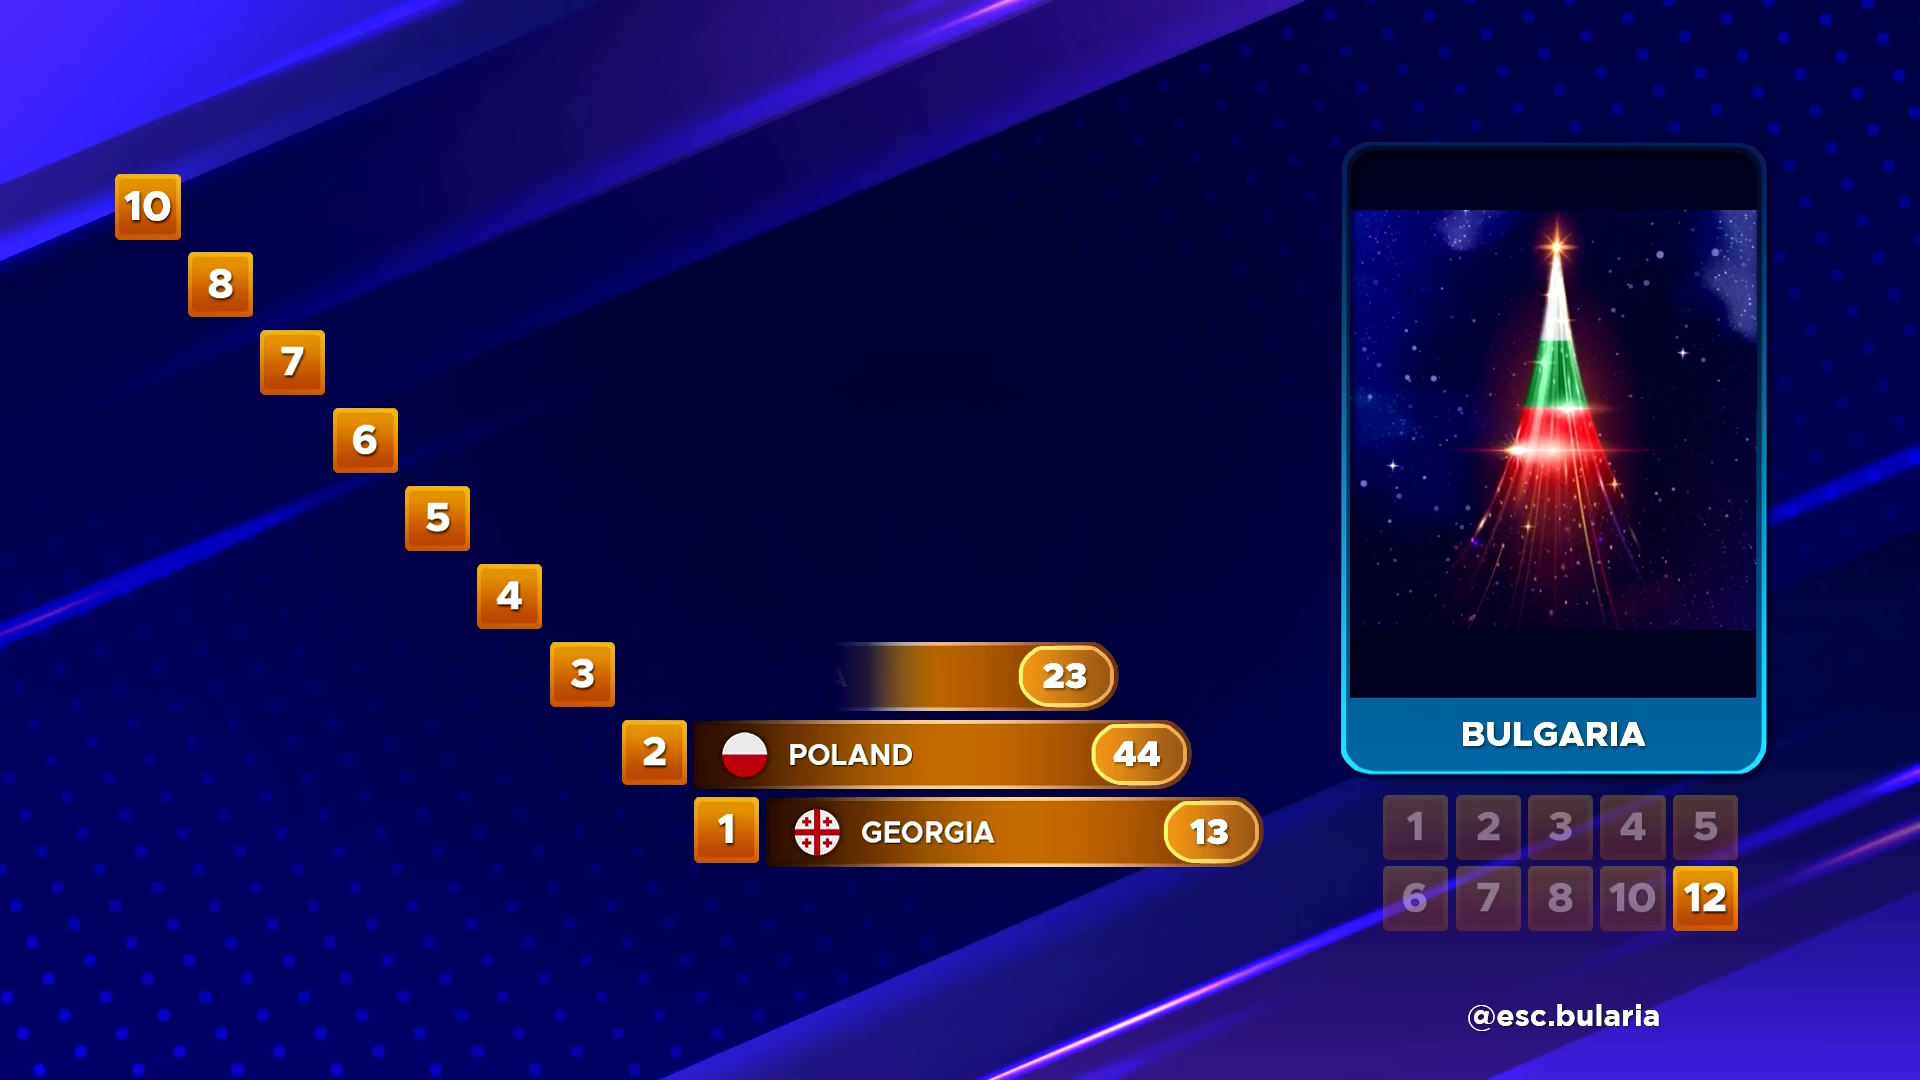 10
8
7
6
5
4
3 23
2 POLAND 44
1 GEORGIA 13
BULGARIA
1 2 3 4 5
6 7 8 10 12
@esc.bularia